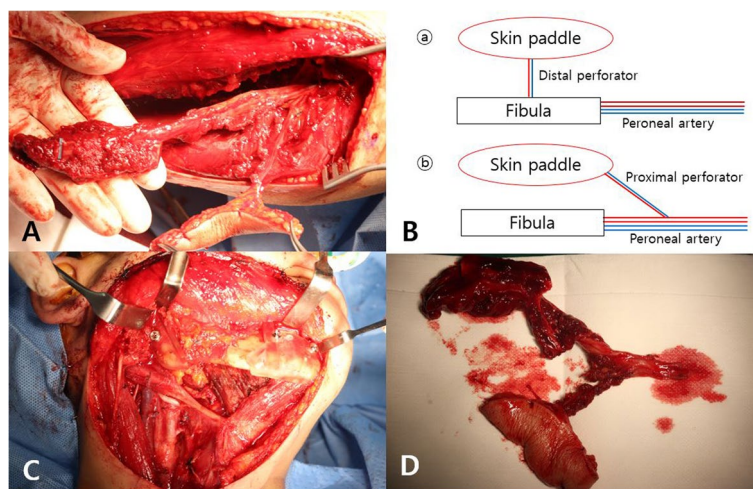 A
ⓐ
Skin paddle
Distal perforator
Fibula
Peroneal artery
ⓑ
Skin paddle
Proximal perforator
Fibula
Peroneal artery
B
C
D